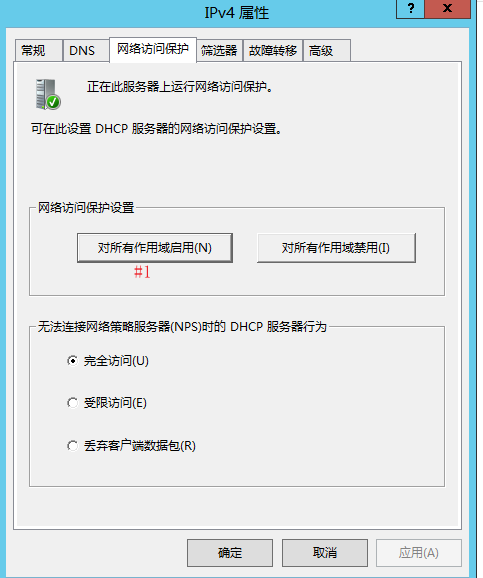 IPv4 属性
?
x
常规
DNS
网络访问保护
筛选器
故障转移
高级
正在此服务器上运行网络访问保护。
可在此设置 DHCP 服务器的网络访问保护设置。
网络访问保护设置
对所有作用域启用(N)
对所有作用域禁用(I)
#1
无法连接网络策略服务器(NPS)时的 DHCP 服务器行为
完全访问(U)
受限访问(E)
丢弃客户端数据包(R)
确定
取消
应用(A)